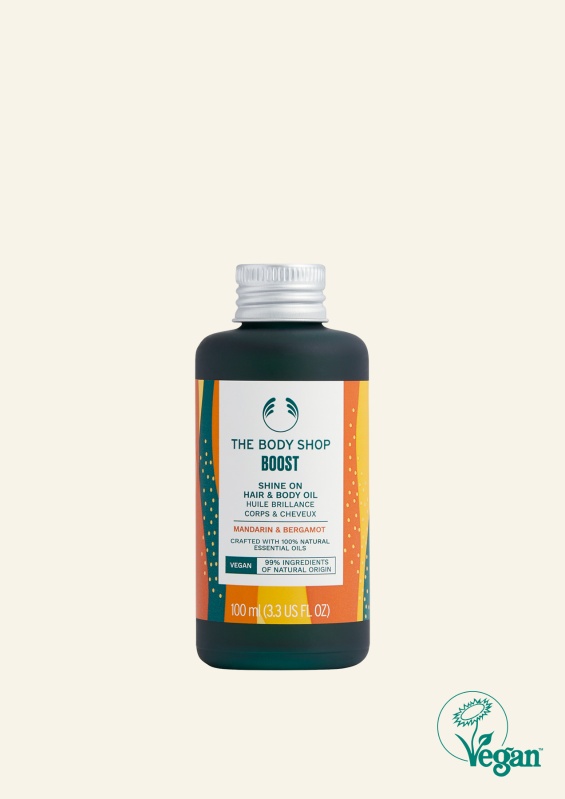 THE BODY SHOP
BOOST
SHINE ON
HAIR & BODY OIL
HUILE BRILLANCE
CORPS & CHEVEUX
MANDARIN & BERGAMOT
CRAFTED WITH 100% NATURAL
ESSENTIAL OILS
VEGAN
99% INGREDIENTS
OF NATURAL ORIGIN
100 ml (3.3 US FL OZ)
Vegan™